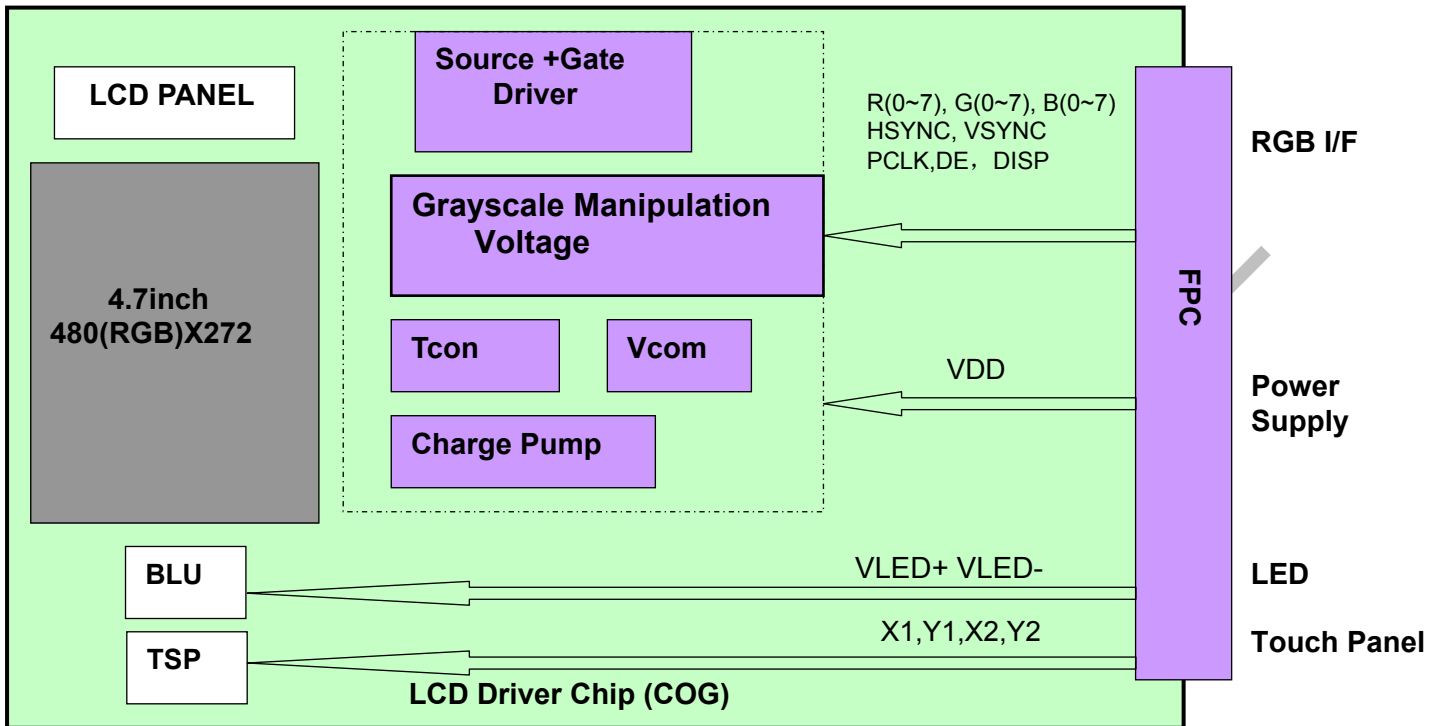 LCD PANEL
4.7inch
480(RGB)X272
BLU
TSP
Source +Gate
Driver
Grayscale Manipulation
Voltage
Tcon
Vcom
Charge Pump
R(0~7), G(0~7), B(0~7)
HSYNC, VSYNC
PCLK,DE，DISP
VDD
VLED+ VLED-
X1,Y1,X2,Y2
LCD Driver Chip (COG)
FPC
RGB I/F
Power
Supply
LED
Touch Panel